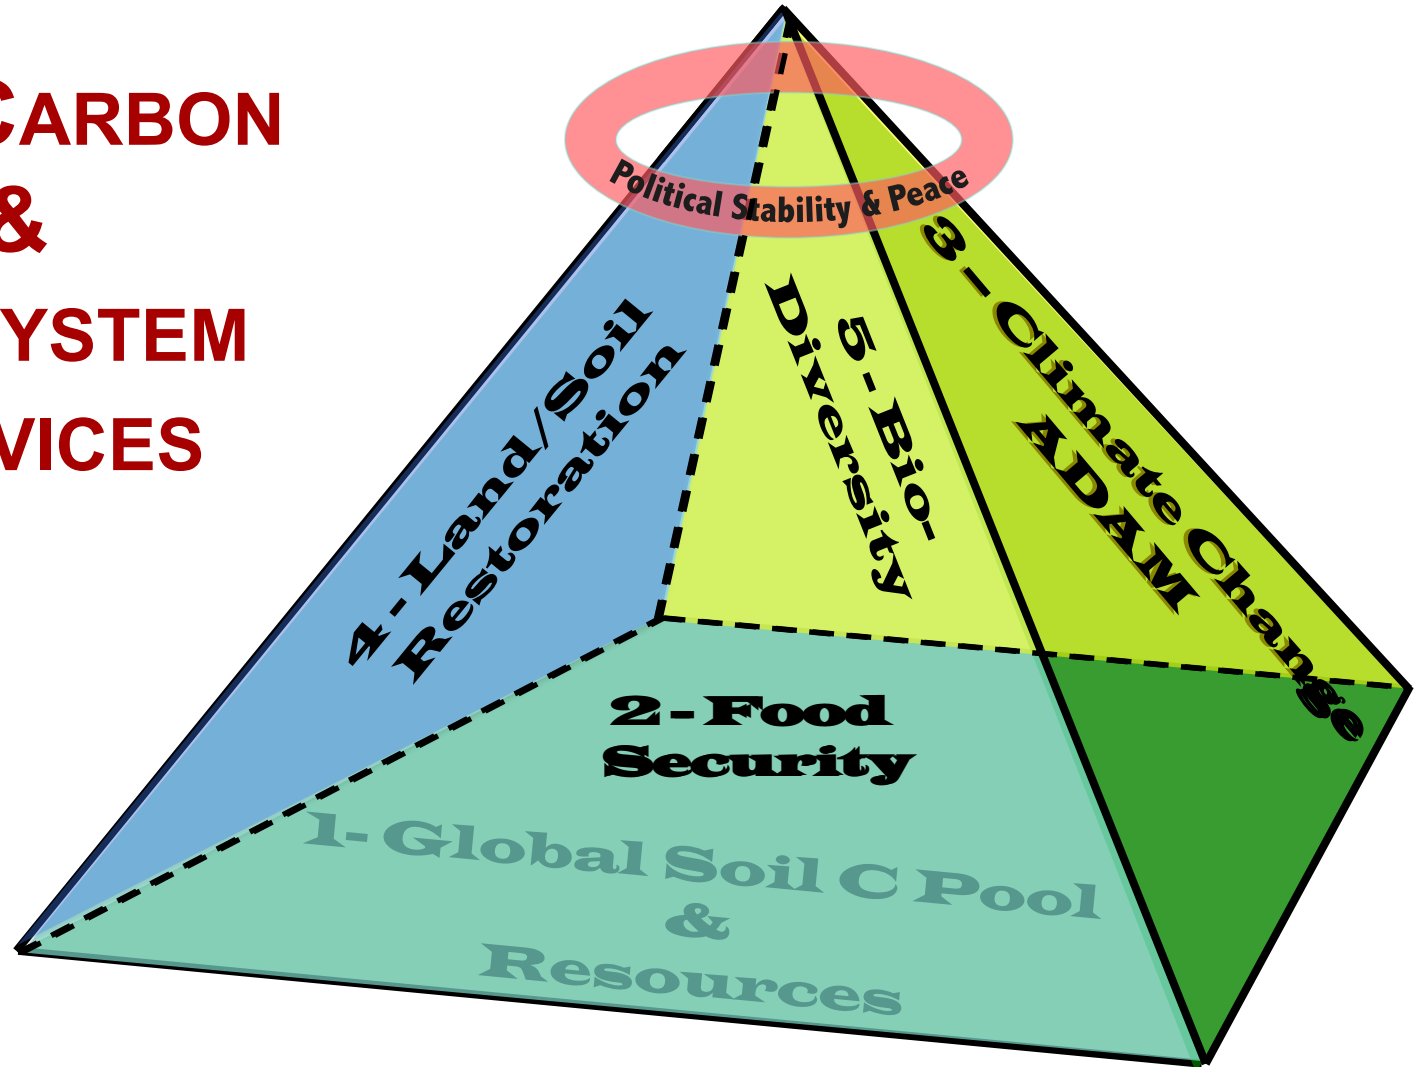 CARBON
&
YSTEM
VICES
Political Stability & Peace
3 – Climate Change
ADAM
5 - Bio-
Diversity
4 - Land/Soil
Restoration
2 - Food
Security
1- Global Soil C Pool
&
Resources